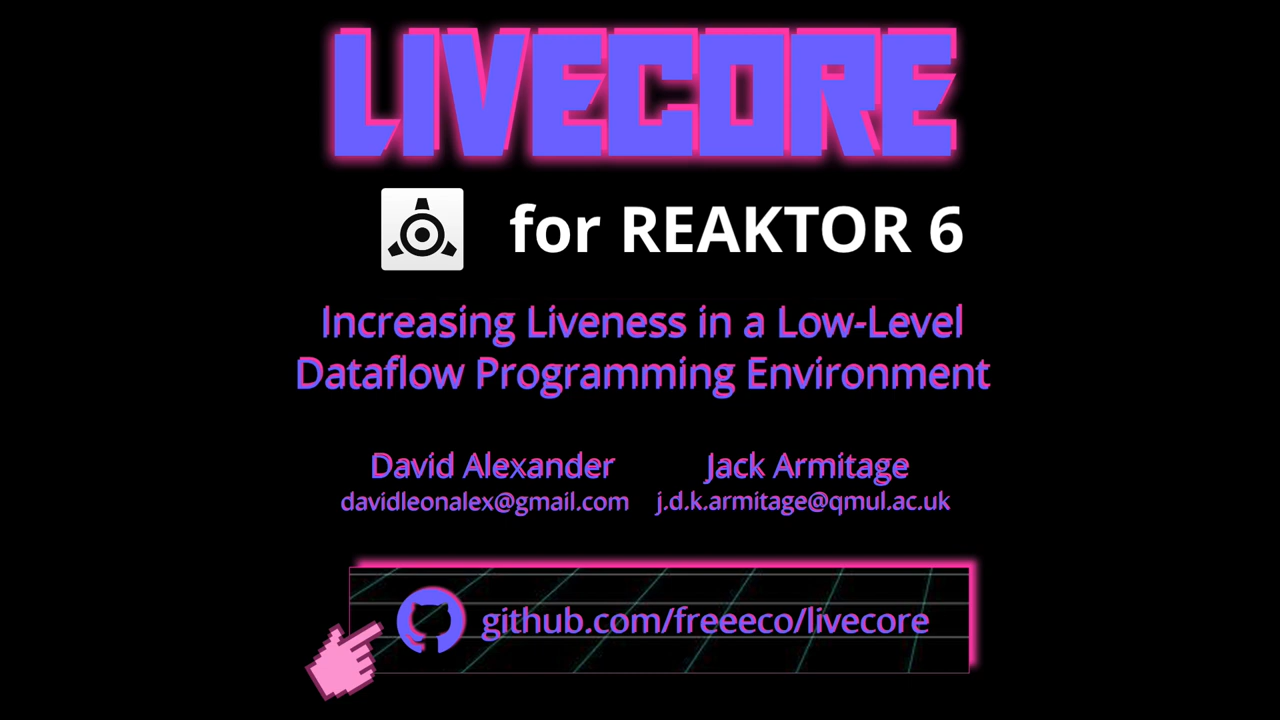 LIVECORE
for REAKTOR 6
Increasing Liveness in a Low-Level
Dataflow Programming Environment
David Alexander
davidleonalex@gmail.com
Jack Armitage
j.d.k.armitage@qmul.ac.uk
github.com/freeeco/livecore